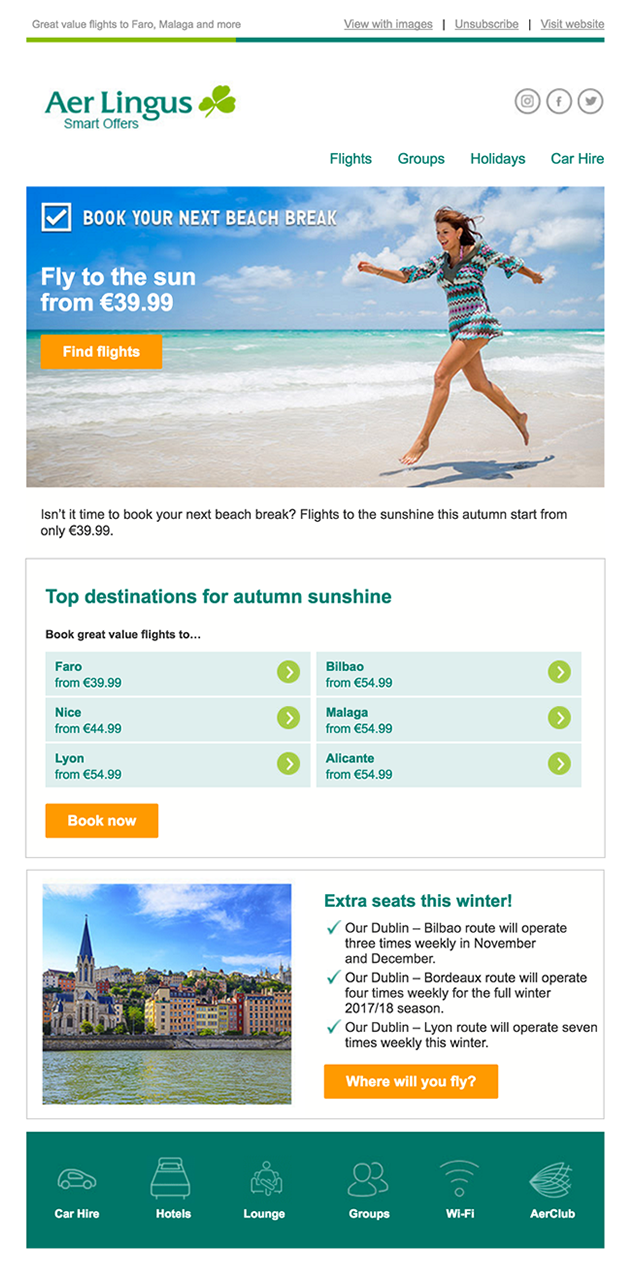 Great value flights to Faro, Malaga and more
View with images | Unsubscribe | Visit website
Aer Lingus
Smart Offers
Flights Groups Holidays Car Hire
BOOK YOUR NEXT BEACH BREAK
Fly to the sun
from €39.99
Find flights
Isn't it time to book your next beach break? Flights to the sunshine this autumn start from
only €39.99.
Top destinations for autumn sunshine
Book great value flights to...
Faro
from €39.99
Bilbao
from €54.99
Nice
from €44.99
Malaga
from €54.99
Lyon
from €54.99
Alicante
from €54.99
Book now
Extra seats this winter!
Our Dublin – Bilbao route will operate
three times weekly in November
and December.
Our Dublin – Bordeaux route will operate
four times weekly for the full winter
2017/18 season.
Our Dublin – Lyon route will operate seven
times weekly this winter.
Where will you fly?
Car Hire Hotels Lounge Groups Wi-Fi AerClub